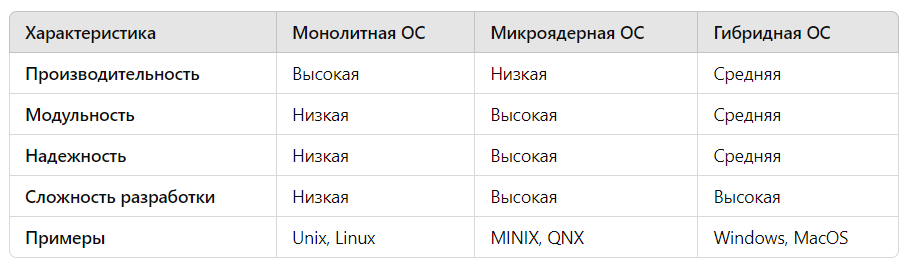 Характеристика Монолитная ОС Микроядерная ОС Гибридная ОС
Производительность Высокая Низкая Средняя
Модульность Низкая Высокая Средняя
Надежность Низкая Высокая Средняя
Сложность разработки Низкая Высокая Высокая
Примеры Unix, Linux MINIX, QNX Windows, MacOS